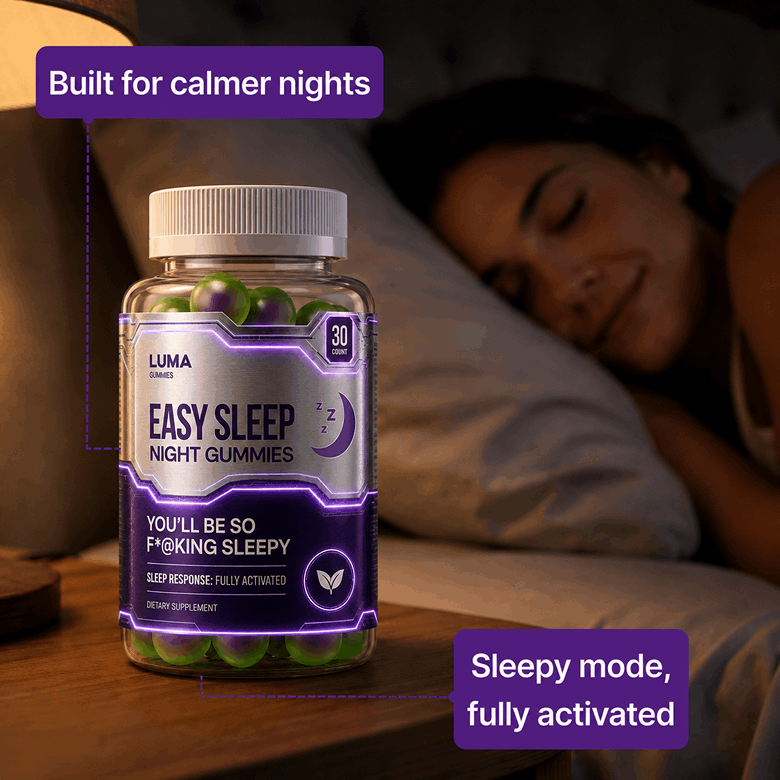 Built for calmer nights
30
COUNT
LUMA
GUMMIES
EASY SLEEP
NIGHT GUMMIES
z
Z
z
YOU'LL BE SO
F*@KING SLEEPY
SLEEP RESPONSE: FULLY ACTIVATED
DIETARY SUPPLEMENT
Sleepy mode,
fully activated